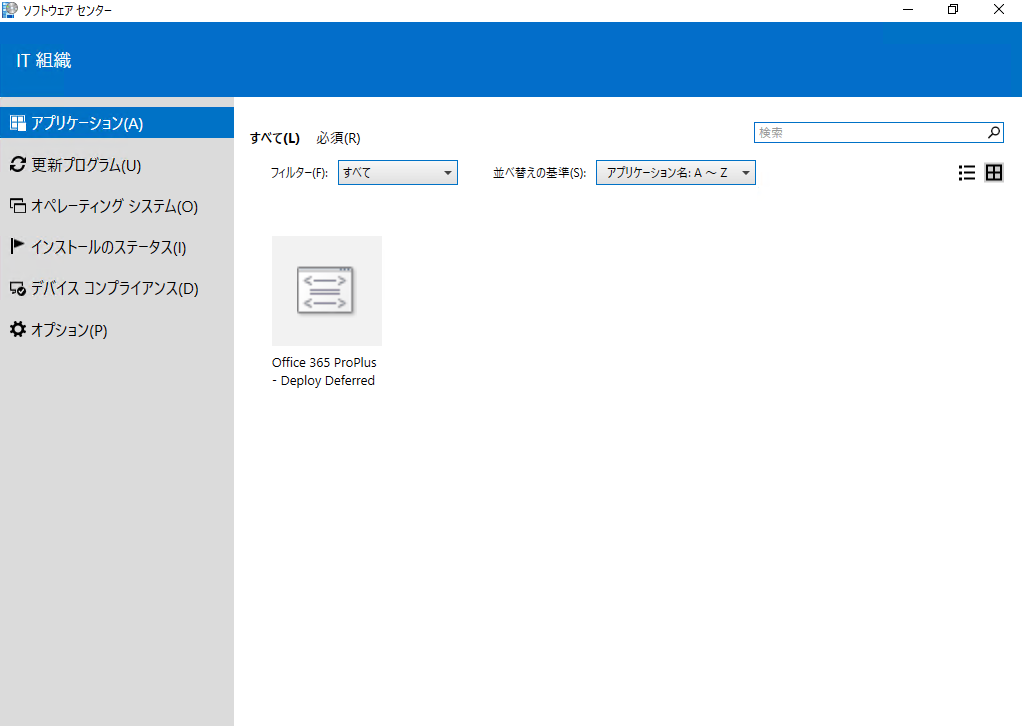 ソフトウェア センター
IT 組織
アプリケーション(A)
更新プログラム(U)
オペレーティング システム(O)
インストールのステータス(I)
デバイス コンプライアンス(D)
オプション(P)
すべて(L) 必須(R)
検索
フィルター(F): すべて 並べ替えの基準(S): アプリケーション名: A ～ Z
Office 365 ProPlus
- Deploy Deferred